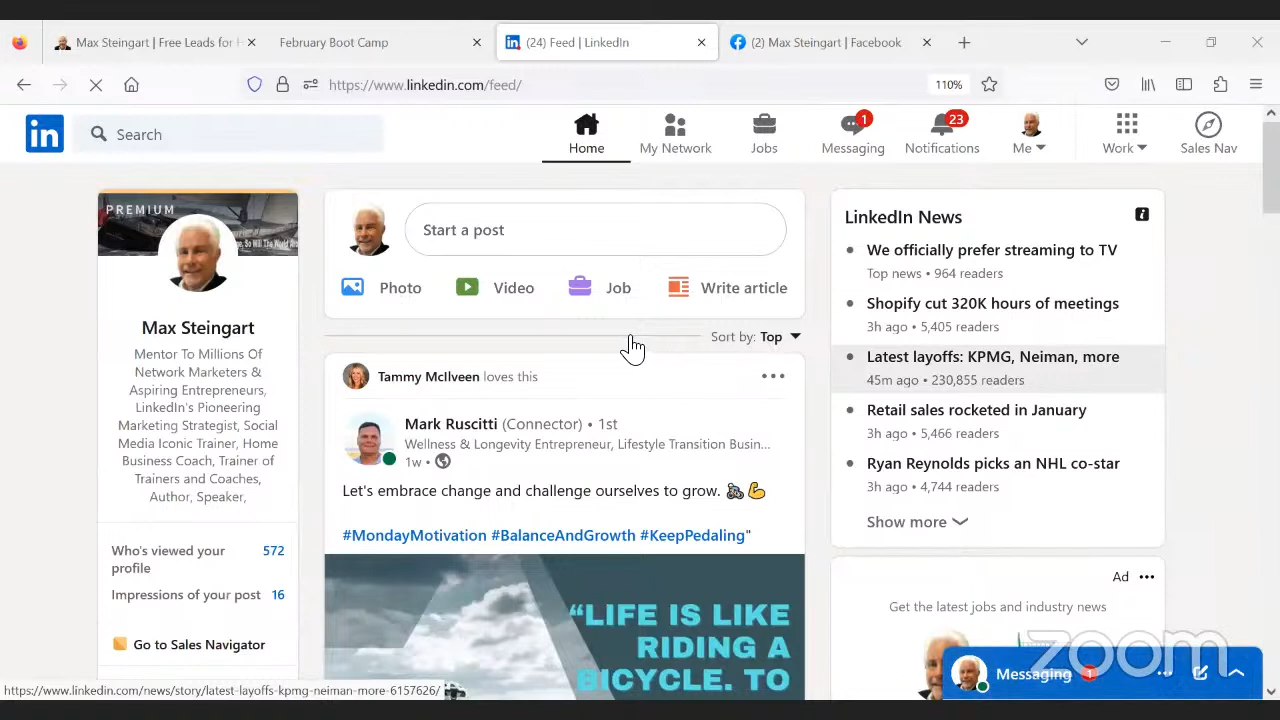 Max Steingart | Free Leads for H
February Boot Camp
(24) Feed | LinkedIn
(2) Max Steingart | Facebook
https://www.linkedin.com/feed/
110%
in
Search
Home
My Network
Jobs
1
Messaging
23
Notifications
Me
Work
Sales Nav
PREMIUM
Max Steingart
Mentor To Millions Of
Network Marketers &
Aspiring Entrepreneurs,
LinkedIn's Pioneering
Marketing Strategist, Social
Media Iconic Trainer, Home
Business Coach, Trainer of
Trainers and Coaches,
Author, Speaker,
Who's viewed your
profile
572
Impressions of your post 16
Go to Sales Navigator
Start a post
Photo
Video
Job
Write article
Sort by: Top
Tammy McIlveen loves this
Mark Ruscitti (Connector) • 1st
Wellness & Longevity Entrepreneur, Lifestyle Transition Busin...
1w •
Let's embrace change and challenge ourselves to grow.
#MondayMotivation #BalanceAndGrowth #KeepPedaling"
“LIFE IS LIKE
RIDING A
BICYCLE. TO
LinkedIn News
We officially prefer streaming to TV
Top news • 964 readers
Shopify cut 320K hours of meetings
3h ago • 5,405 readers
Latest layoffs: KPMG, Neiman, more
45m ago • 230,855 readers
Retail sales rocketed in January
3h ago • 5,466 readers
Ryan Reynolds picks an NHL co-star
3h ago • 4,744 readers
Show more
Ad
Get the latest jobs and industry news
zoom
Messaging 1
https://www.linkedin.com/news/story/latest-layoffs-kpmg-neiman-more-6157626/